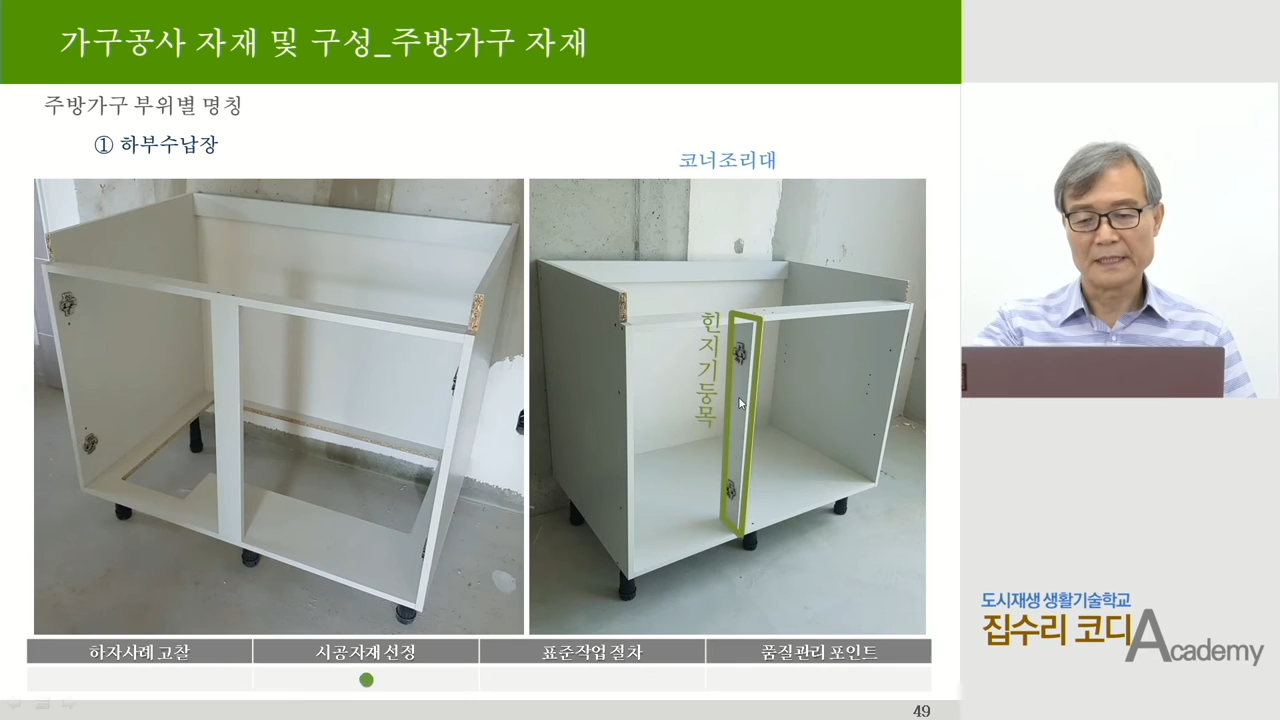 가구공사 자재 및 구성_주방가구 자재
주방가구 부위별 명칭
① 하부수납장
코너조리대
힌지기둥목
하자사례 고찰
시공자재 선정
표준작업 절차
품질관리 포인트
49
도시재생 생활기술학교
집수리 코디Academy